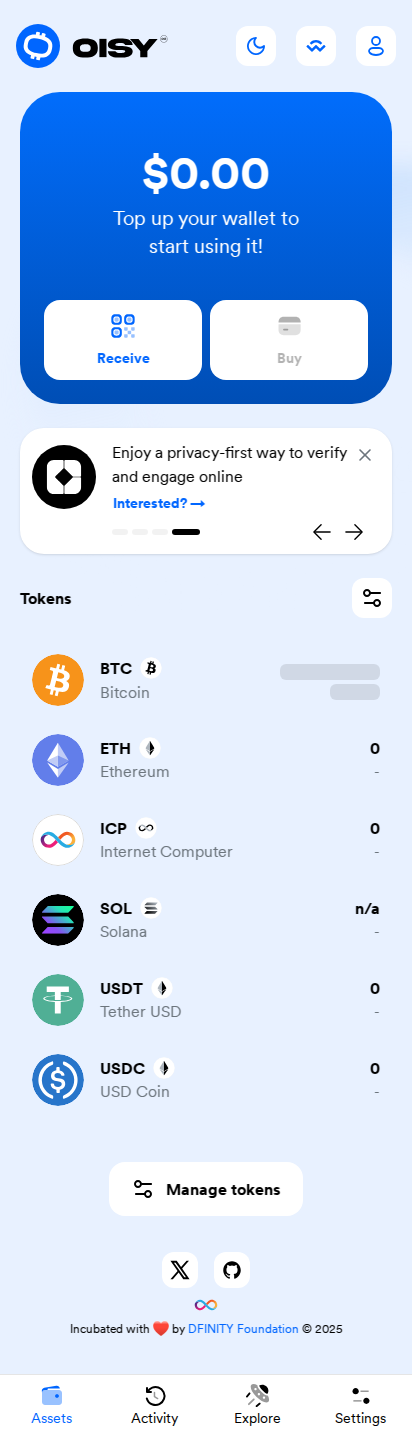 OISY
$0.00
Top up your wallet to
start using it!
Receive
Buy
Enjoy a privacy-first way to verify
and engage online
Interested?
Tokens
BTC
Bitcoin
ETH
0
Ethereum
-
ICP
0
Internet Computer
-
SOL
n/a
Solana
-
USDT
0
Tether USD
-
USDC
0
USD Coin
-
Manage tokens
Incubated with ❤️ by DFINITY Foundation © 2025
Assets
Activity
Explore
Settings